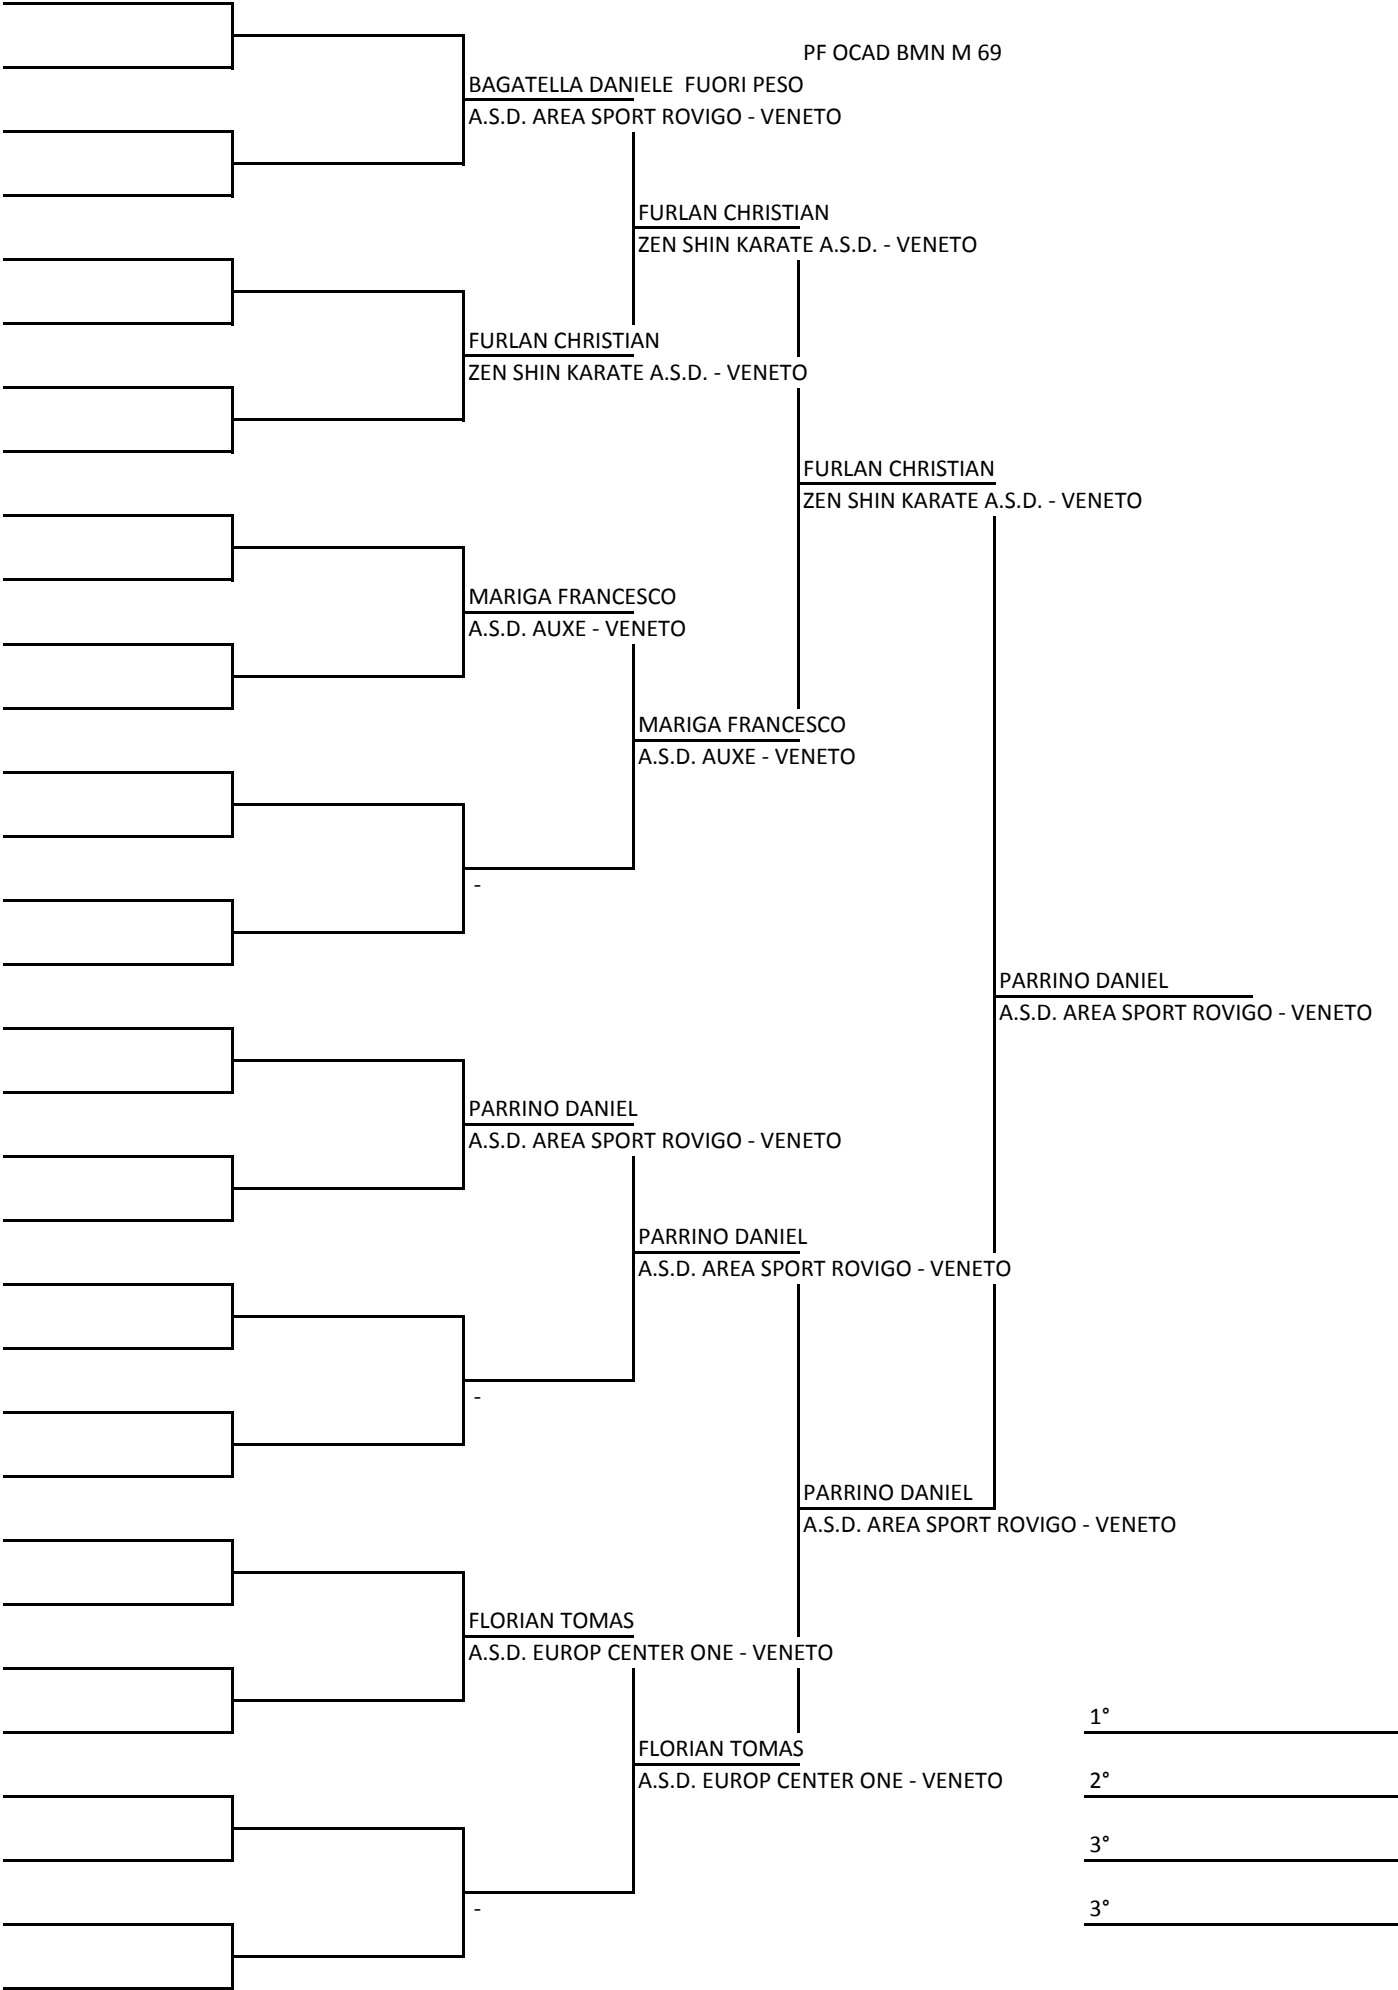 PF OCAD BMN M 69
BAGATELLA DANIELE  FUORI PESO
A.S.D. AREA SPORT ROVIGO - VENETO
FURLAN CHRISTIAN
ZEN SHIN KARATE A.S.D. - VENETO
FURLAN CHRISTIAN
ZEN SHIN KARATE A.S.D. - VENETO
FURLAN CHRISTIAN
ZEN SHIN KARATE A.S.D. - VENETO
MARIGA FRANCESCO
A.S.D. AUXE - VENETO
MARIGA FRANCESCO
A.S.D. AUXE - VENETO
-
PARRINO DANIEL
A.S.D. AREA SPORT ROVIGO - VENETO
PARRINO DANIEL
A.S.D. AREA SPORT ROVIGO - VENETO
PARRINO DANIEL
A.S.D. AREA SPORT ROVIGO - VENETO
-
PARRINO DANIEL
A.S.D. AREA SPORT ROVIGO - VENETO
FLORIAN TOMAS
A.S.D. EUROP CENTER ONE - VENETO
1°
FLORIAN TOMAS
A.S.D. EUROP CENTER ONE - VENETO
2°
3°
-
3°